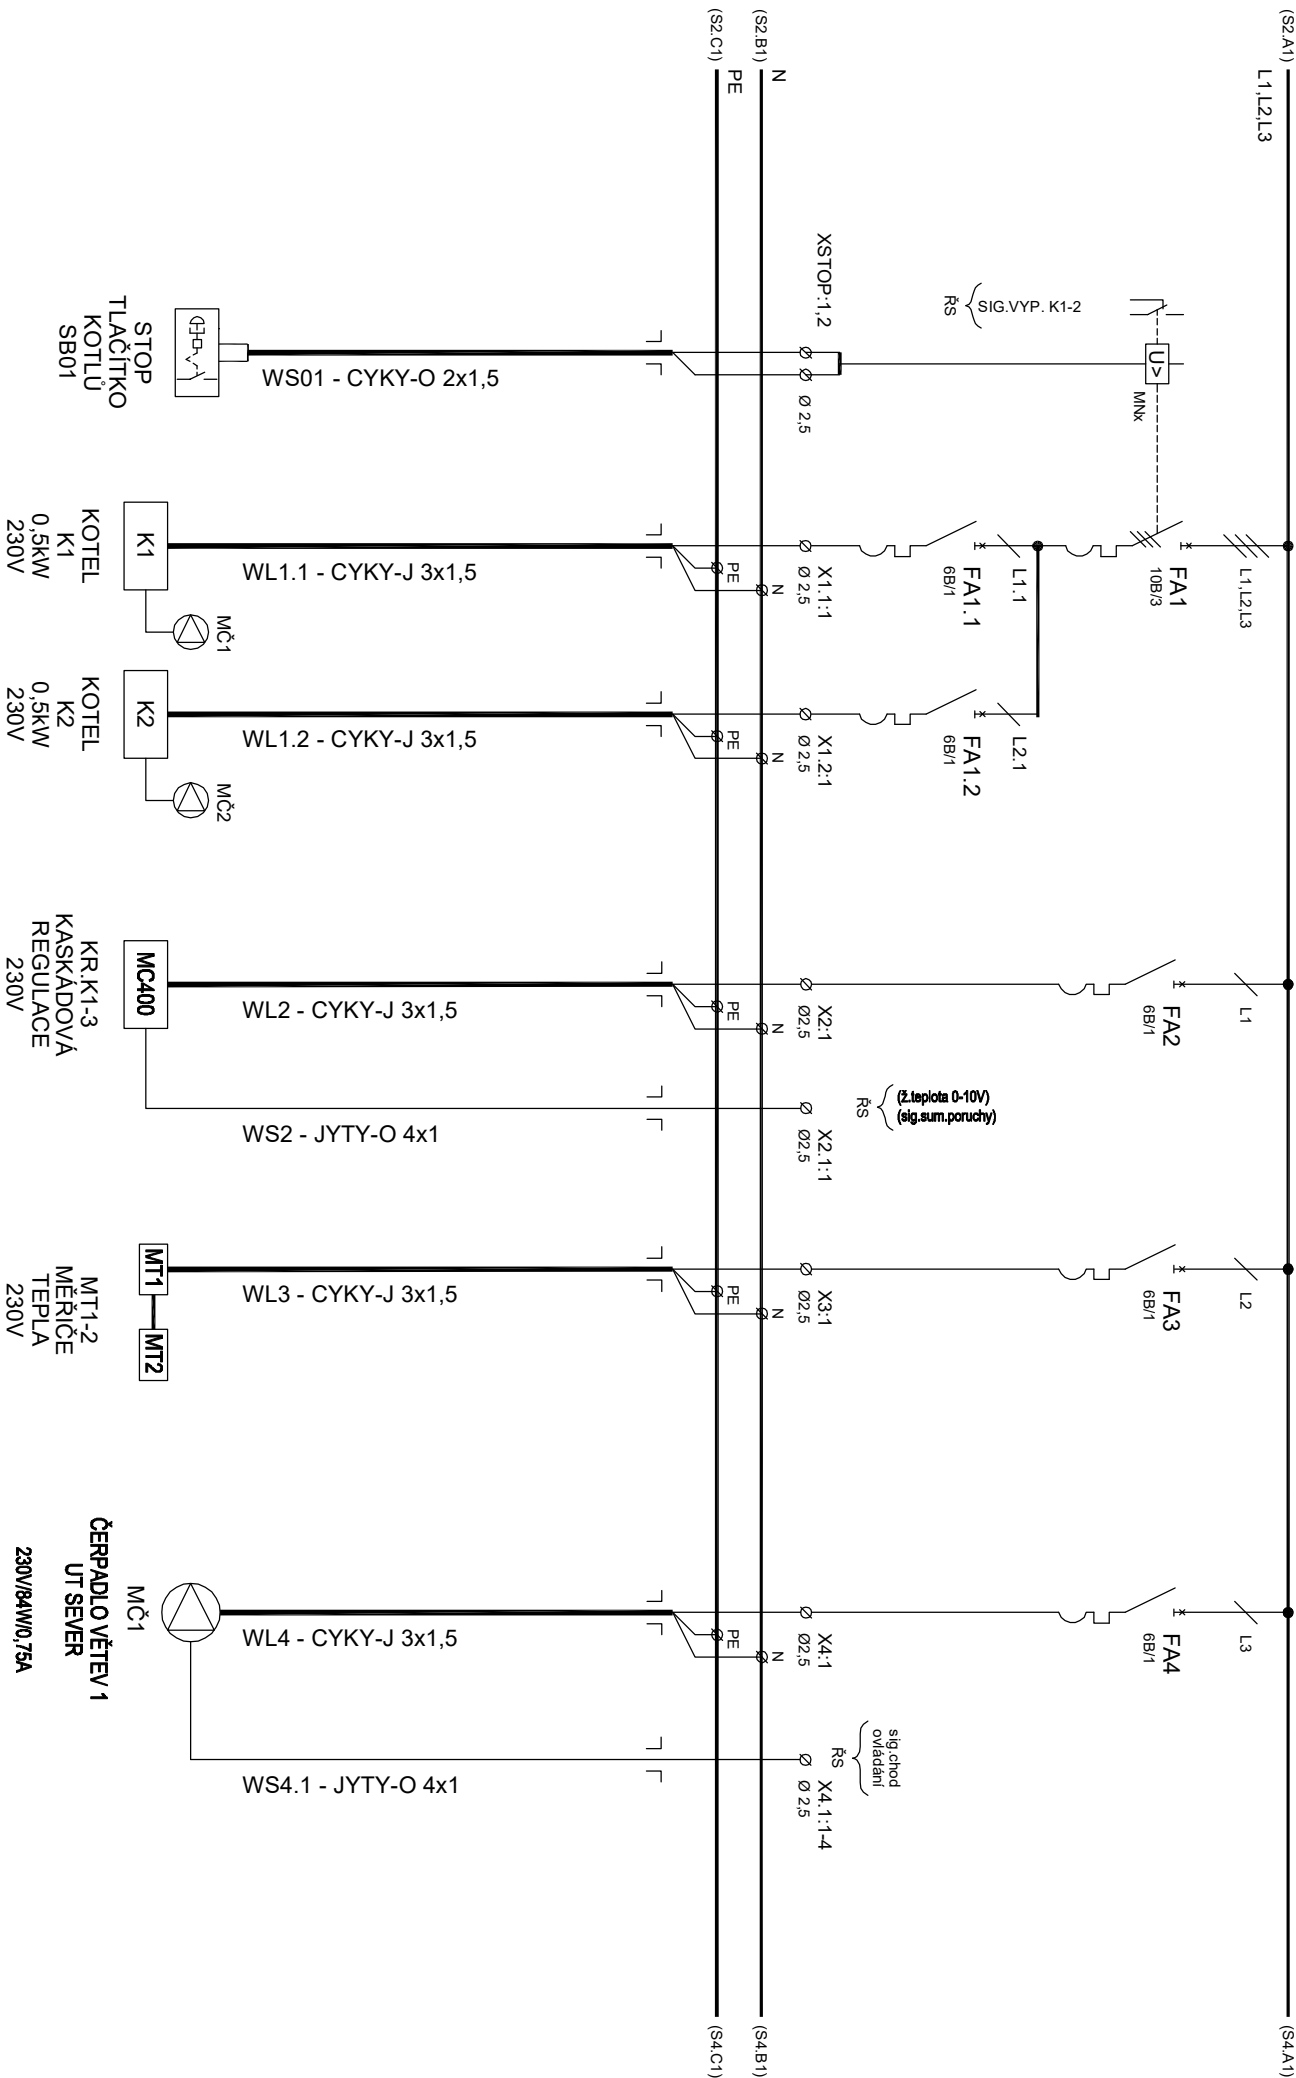 (S2.A1)
L1,L2,L3
(S4.A1)
(S2.B1)
N
(S4.B1)
(S2.C1)
PE
(S4.C1)
SIG.VYP. K1-2
ŘS
U>
MNx
XSTOP:1,2
Ø 2,5
WS01 - CYKY-O 2x1,5
STOP
TLAČÍTKO
KOTLŮ
SB01
L1,L2,L3
FA1
10B/3
L1.1
FA1.1
6B/1
X1.1:1
Ø 2,5
N
PE
WL1.1 - CYKY-J 3x1,5
K1
MČ1
KOTEL
K1
0,5kW
230V
L2.1
FA1.2
6B/1
X1.2:1
Ø 2,5
N
PE
WL1.2 - CYKY-J 3x1,5
K2
MČ2
KOTEL
K2
0,5kW
230V
L1
FA2
6B/1
X2:1
Ø2,5
N
PE
WL2 - CYKY-J 3x1,5
MC400
KR.K1-3
KASKÁDOVÁ
REGULACE
230V
(ž.teplota 0-10V)
(sig.sum.poruchy)
ŘS
X2.1:1
Ø2,5
WS2 - JYTY-O 4x1
L2
FA3
6B/1
X3:1
Ø2,5
N
PE
WL3 - CYKY-J 3x1,5
MT1
MT2
MT1-2
MĚŘIČE
TEPLA
230V
L3
FA4
6B/1
X4:1
Ø2,5
N
PE
WL4 - CYKY-J 3x1,5
MČ1
ČERPADLO VĚTEV 1
UT SEVER
230V/84W/0,75A
sig.chod
ovládání
ŘS
X4.1:1-4
Ø 2,5
WS4.1 - JYTY-O 4x1